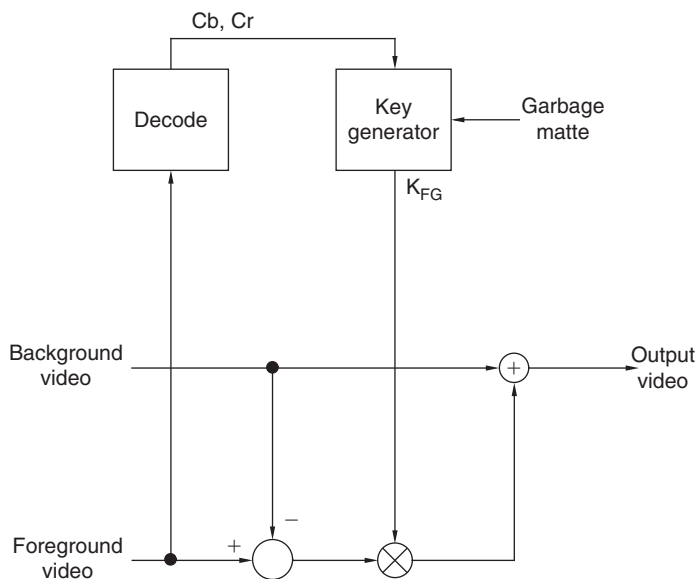 Cb, Cr
Decode
Key
generator
Garbage
matte
K_FG
Background
video
+
Output
video
−
Foreground
video
+